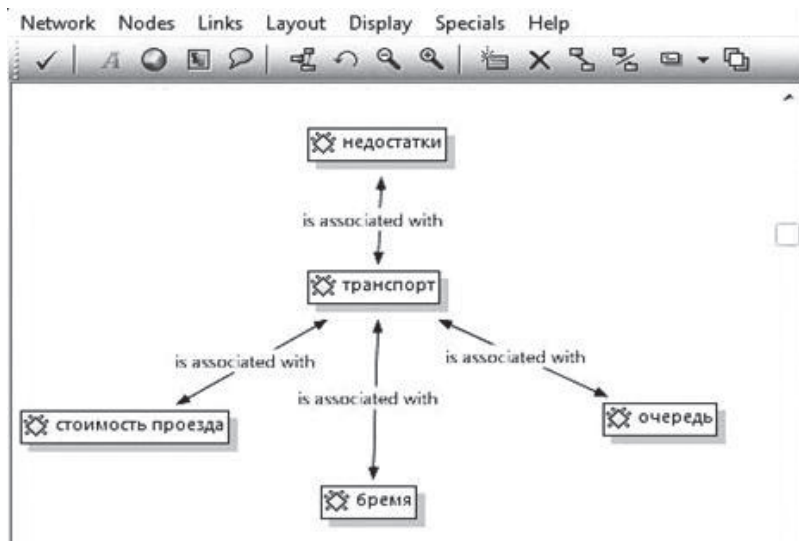 Network Nodes Links Layout Display Specials Help
A
недостатки
is associated with
транспорт
is associated with
is associated with
is associated with
стоимость проезда
очередь
бремя